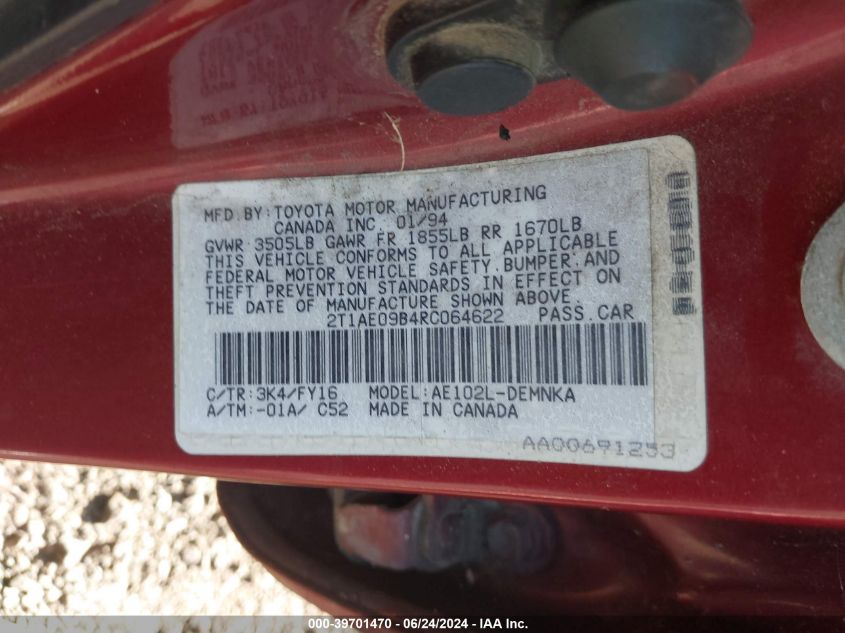 MFD.BY:TOYOTA MOTOR MANUFACTURING
CANADA INC. 01/94
GVWR 3505LB GAWR FR 1855LB RR 1670LB
THIS VEHICLE CONFORMS TO ALL APPLICABLE
FEDERAL MOTOR VEHICLE SAFETY, BUMPER, AND
THEFT PREVENTION STANDARDS IN EFFECT ON
THE DATE OF MANUFACTURE SHOWN ABOVE.
2T1AE09B4RC064622 PASS.CAR
C/TR:3K4/FY16 MODEL:AE102L-DEMNKA
A/TM:-01A/ C52 MADE IN CANADA
AA00691253
000 - 39701470 - 06/24/2024 - IAA Inc.